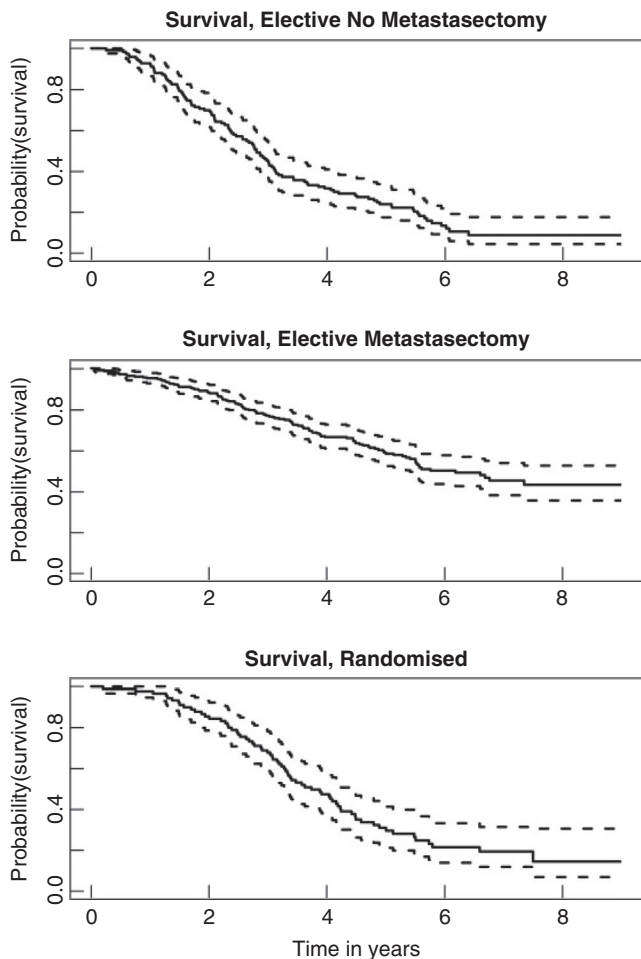 Survival, Elective No Metastasectomy
Probability(survival)
0.0 0.4 0.8
0 2 4 6 8
Survival, Elective Metastasectomy
Probability(survival)
0.0 0.4 0.8
0 2 4 6 8
Survival, Randomised
Probability(survival)
0.0 0.4 0.8
0 2 4 6 8
Time in years